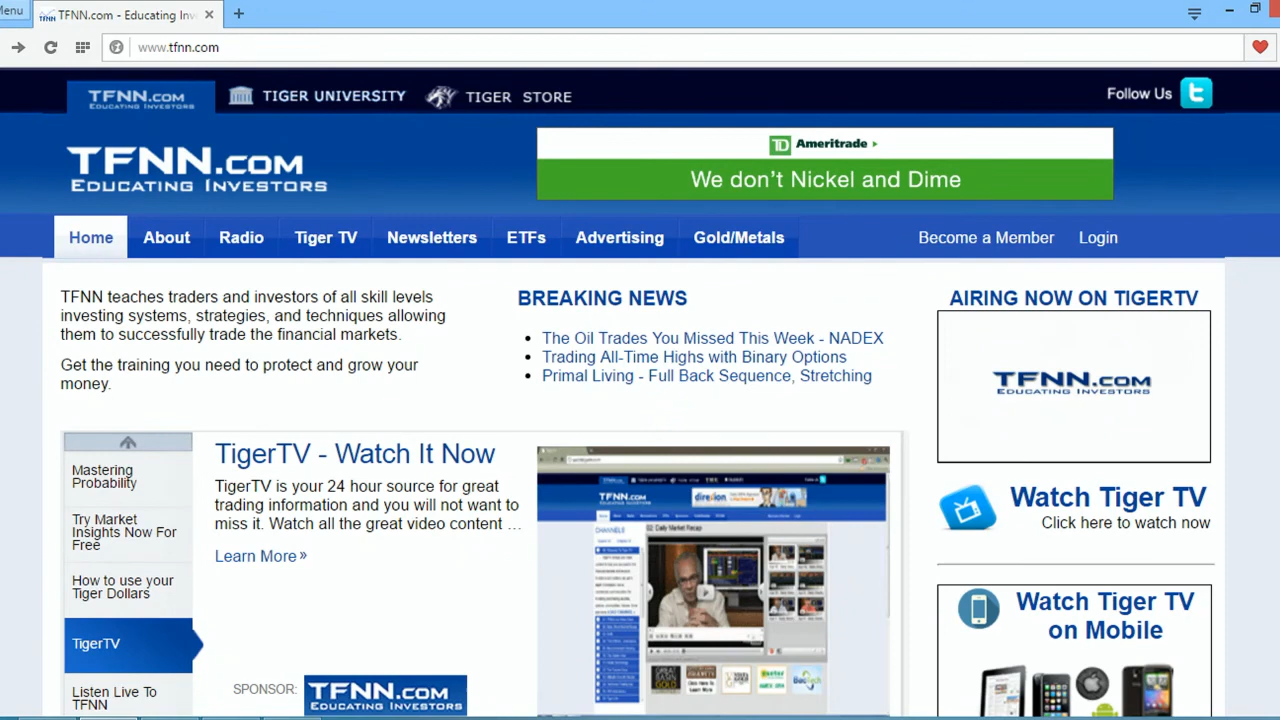 Menu
TFNN.com - Educating Inv
www.tfnn.com
TFNN.COM
EDUCATING INVESTORS
TIGER UNIVERSITY
TIGER STORE
Follow Us
TFNN.COM
EDUCATING INVESTORS
TD Ameritrade
We don't Nickel and Dime
Home About Radio Tiger TV Newsletters ETFs Advertising Gold/Metals Become a Member Login
TFNN teaches traders and investors of all skill levels
investing systems, strategies, and techniques allowing
them to successfully trade the financial markets.
Get the training you need to protect and grow your
money.
BREAKING NEWS
The Oil Trades You Missed This Week - NADEX
Trading All-Time Highs with Binary Options
Primal Living - Full Back Sequence, Stretching
AIRING NOW ON TIGERTV
TFNN.COM
EDUCATING INVESTORS
Mastering
Probability
Try Market
Insights Now For
Free
How to use your
Tiger Dollars
TigerTV
Listen Live To
TFNN
TigerTV - Watch It Now
TigerTV is your 24 hour source for great
trading information and you will not want to
miss it. Watch all the great video content ...
Learn More »
SPONSOR:
TFNN.COM
EDUCATING INVESTORS
TFNN.COM
direxion
CHANNELS
Daily Market Recap
Watch Tiger TV
Click here to watch now
Watch Tiger TV
on Mobile